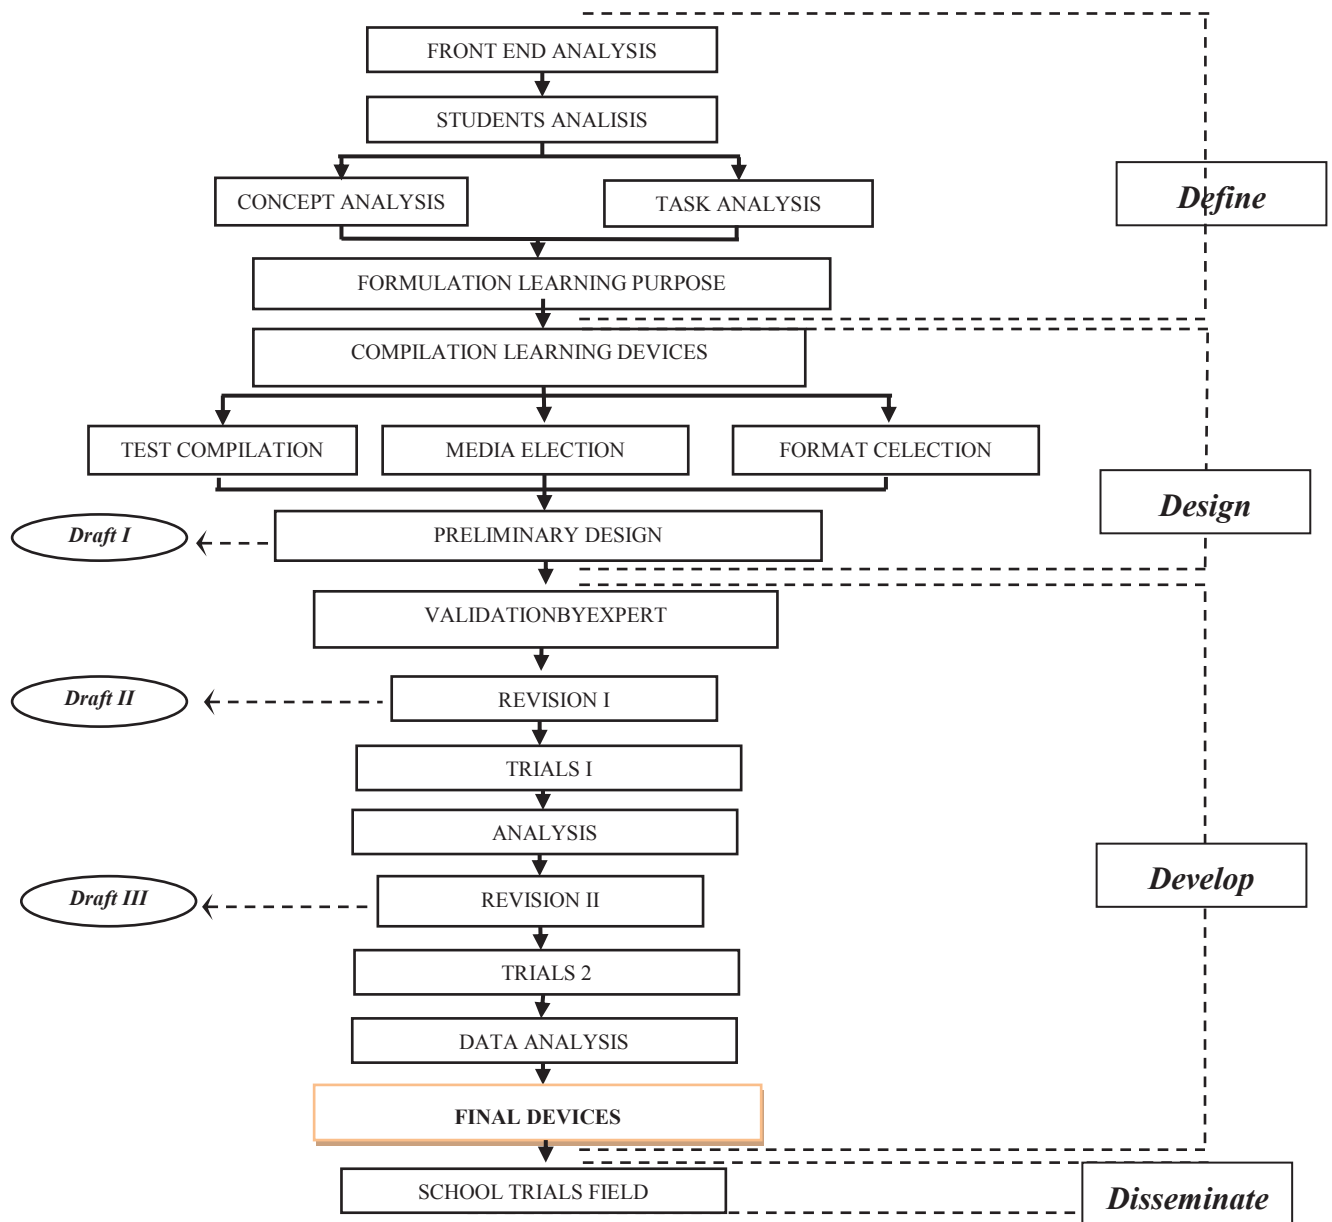 FRONT END ANALYSIS
STUDENTS ANALISIS
CONCEPT ANALYSIS
TASK ANALYSIS
Define
FORMULATION LEARNING PURPOSE
COMPILATION LEARNING DEVICES
TEST COMPILATION
MEDIA ELECTION
FORMAT CELECTION
Design
Draft I
PRELIMINARY DESIGN
VALIDATIONBYEXPERT
Draft II
REVISION I
TRIALS I
ANALYSIS
Develop
Draft III
REVISION II
TRIALS 2
DATA ANALYSIS
FINAL DEVICES
SCHOOL TRIALS FIELD
Disseminate